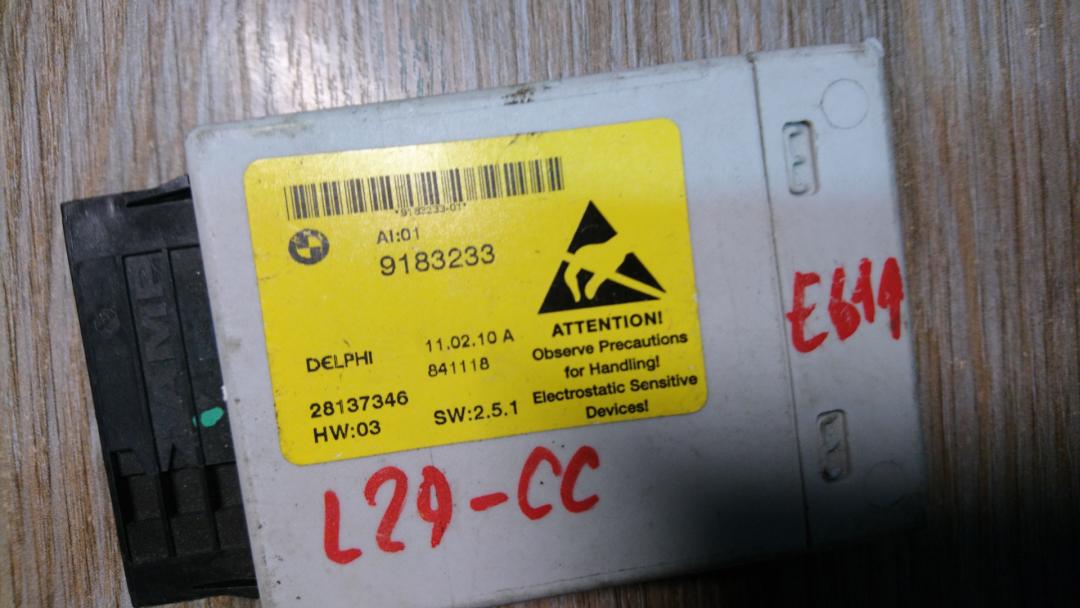 *9183233-01*
AI:01
9183233
DELPHI
11.02.10 A
841118
28137346
HW:03
SW:2.5.1
ATTENTION!
Observe Precautions
for Handling!
Electrostatic Sensitive
Devices!
L29-CC